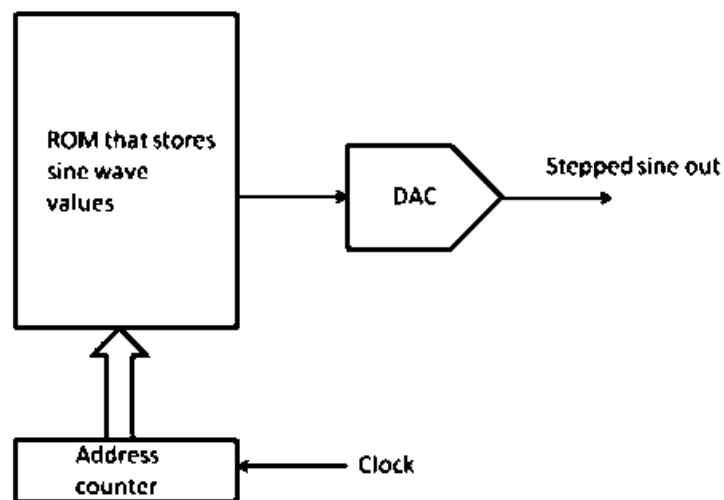 ROM that stores
sine wave
values
DAC
Stepped sine out
Address
counter
Clock